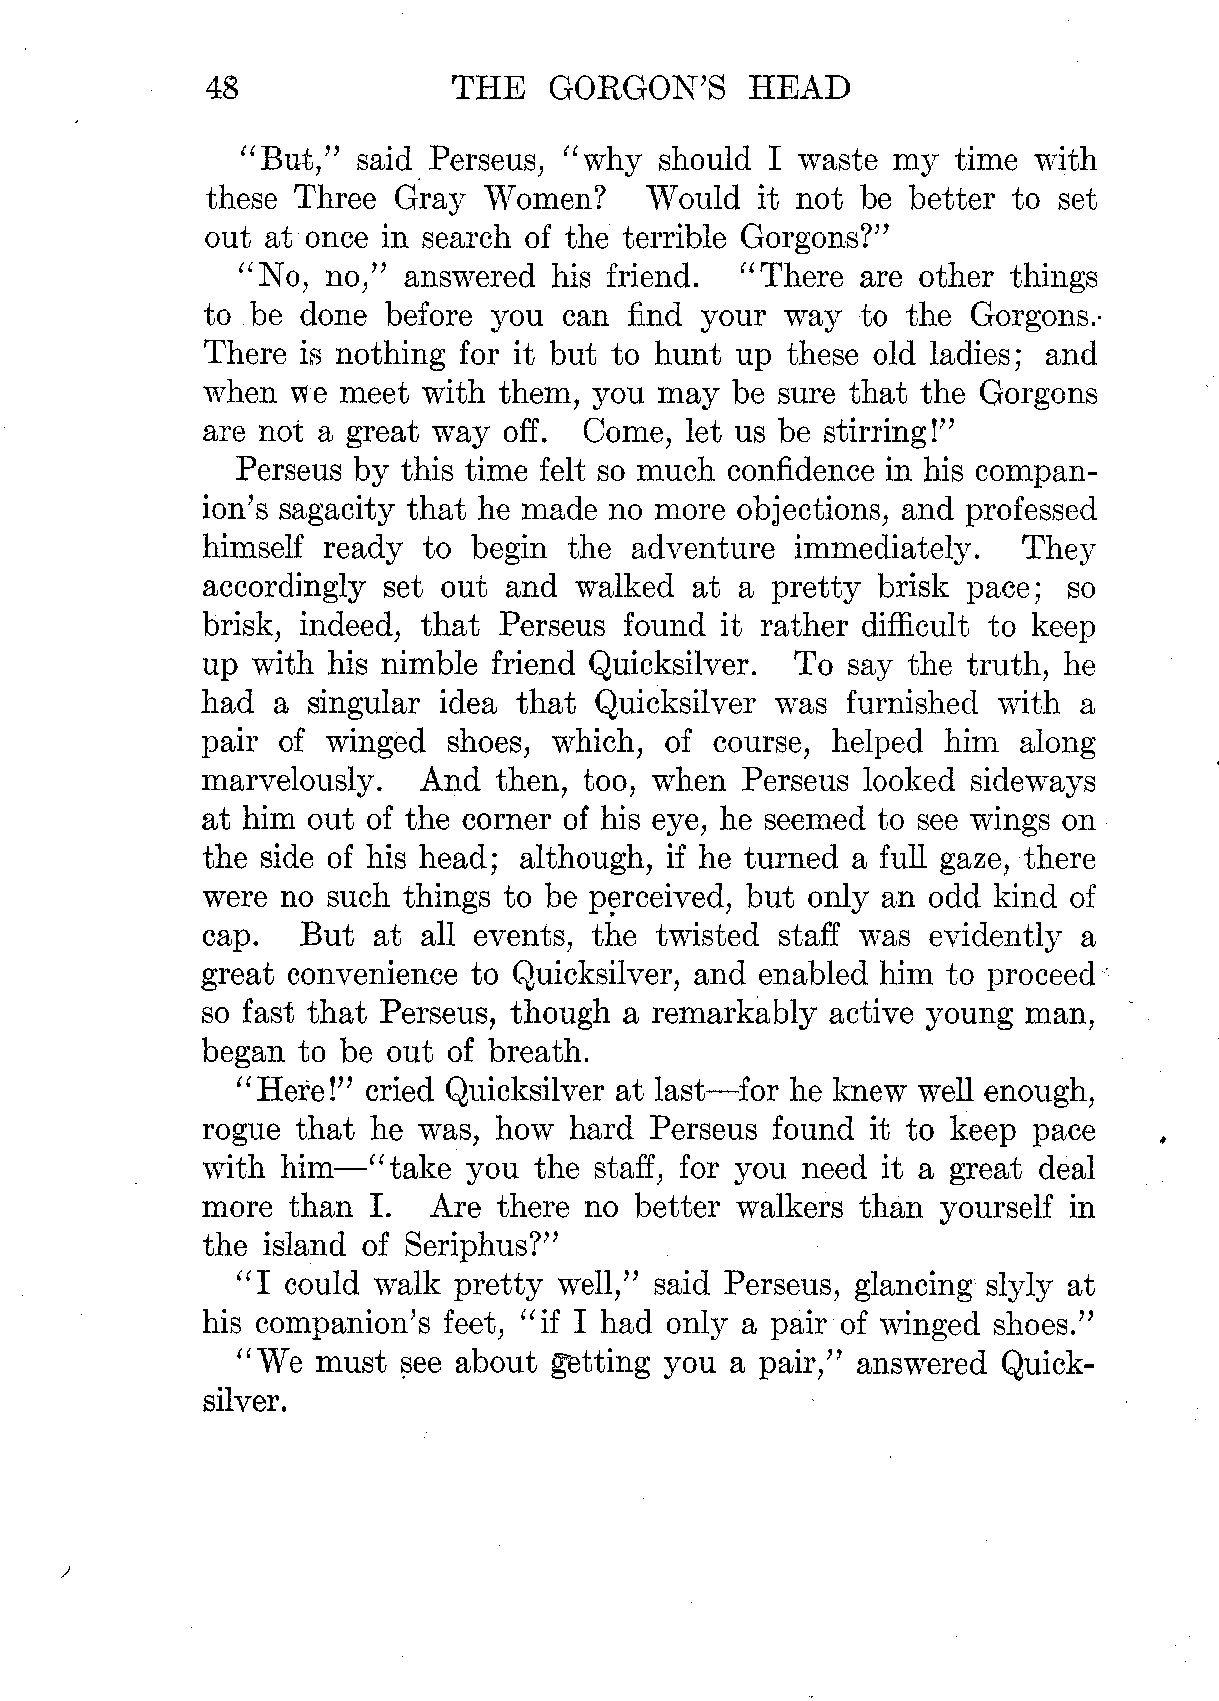 48 THE GORGON'S HEAD
"But," said Perseus, "why should I waste my time with
these Three Gray Women? Would it not be better to set
out at once in search of the terrible Gorgons?"
"No, no," answered his friend. "There are other things
to be done before you can find your way to the Gorgons.
There is nothing for it but to hunt up these old ladies; and
when we meet with them, you may be sure that the Gorgons
are not a great way off. Come, let us be stirring!"
Perseus by this time felt so much confidence in his compan-
ion's sagacity that he made no more objections, and professed
himself ready to begin the adventure immediately. They
accordingly set out and walked at a pretty brisk pace; so
brisk, indeed, that Perseus found it rather difficult to keep
up with his nimble friend Quicksilver. To say the truth, he
had a singular idea that Quicksilver was furnished with a
pair of winged shoes, which, of course, helped him along
marvelously. And then, too, when Perseus looked sideways
at him out of the corner of his eye, he seemed to see wings on
the side of his head; although, if he turned a full gaze, there
were no such things to be perceived, but only an odd kind of
cap. But at all events, the twisted staff was evidently a
great convenience to Quicksilver, and enabled him to proceed
so fast that Perseus, though a remarkably active young man,
began to be out of breath.
"Here!" cried Quicksilver at last—for he knew well enough,
rogue that he was, how hard Perseus found it to keep pace
with him—"take you the staff, for you need it a great deal
more than I. Are there no better walkers than yourself in
the island of Seriphus?"
"I could walk pretty well," said Perseus, glancing slyly at
his companion's feet, "if I had only a pair of winged shoes."
"We must see about getting you a pair," answered Quick-
silver.